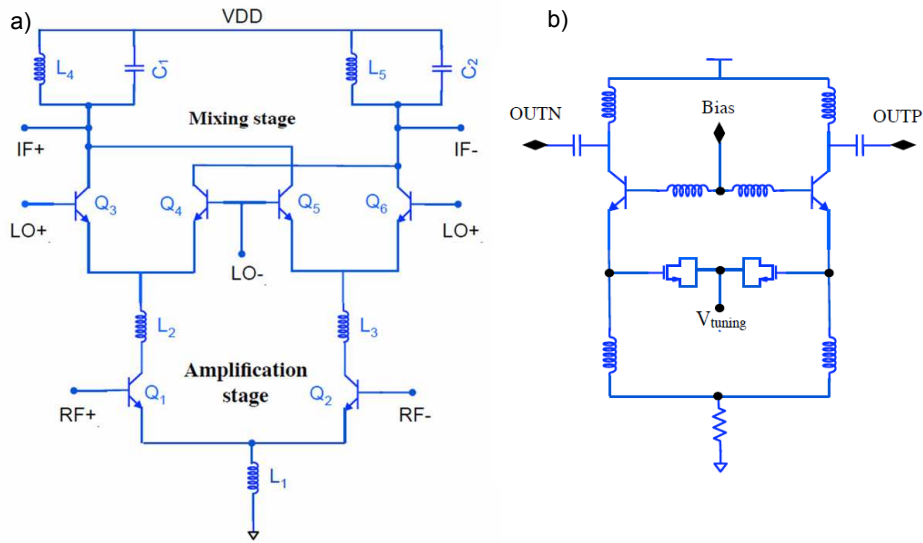 a)
VDD
L4
C1
L5
C2
Mixing stage
IF+
IF-
Q3
Q4
Q5
Q6
LO+
LO-
LO+
L2
L3
Amplification
stage
Q1
Q2
RF+
RF-
L1
b)
Bias
OUTN
OUTP
Vtuning